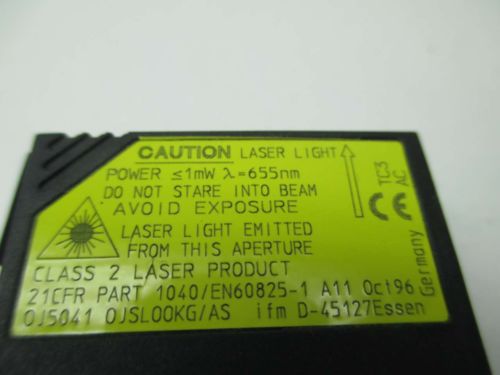 CAUTION LASER LIGHT
POWER ≤1mW λ=655nm
DO NOT STARE INTO BEAM
AVOID EXPOSURE
LASER LIGHT EMITTED
FROM THIS APERTURE
CLASS 2 LASER PRODUCT
21CFR PART 1040/EN60825-1 A11 Oct96
OJ5041 OJSLOOKG/AS ifm D-45127Essen
TC3
AC
CE
Germany